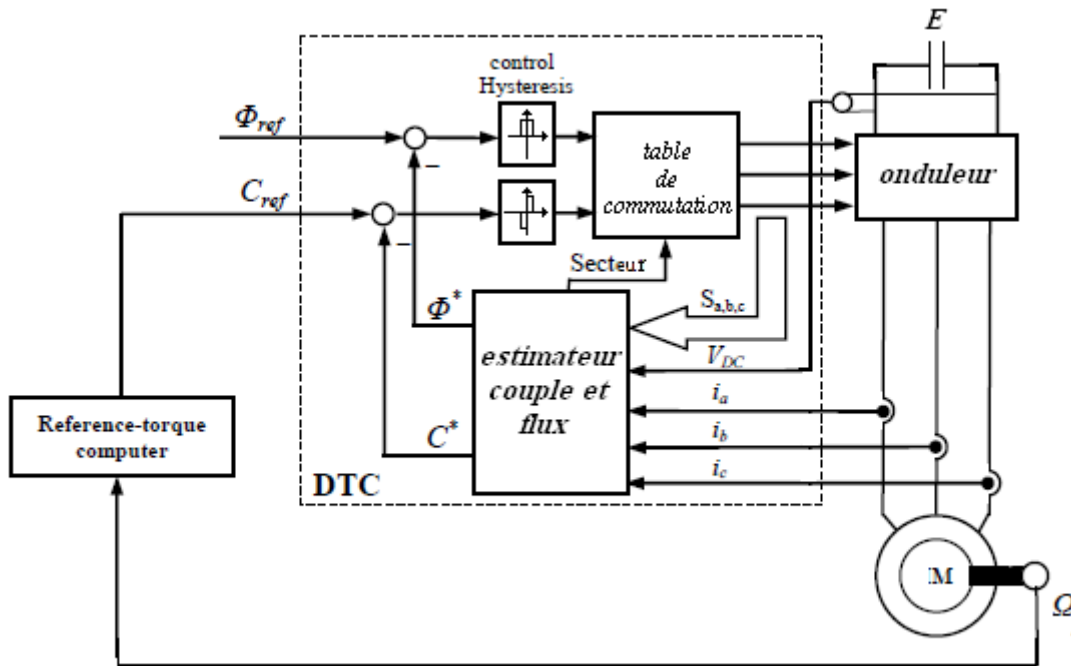 E
control
Hysteresis
Φref
table
de
commutation
onduleur
Cref
Secteur
Sa,b,c
Φ*
VDC
estimateur
couple et
flux
ia
Reference-torque
computer
C*
ib
ic
DTC
IM
Ω